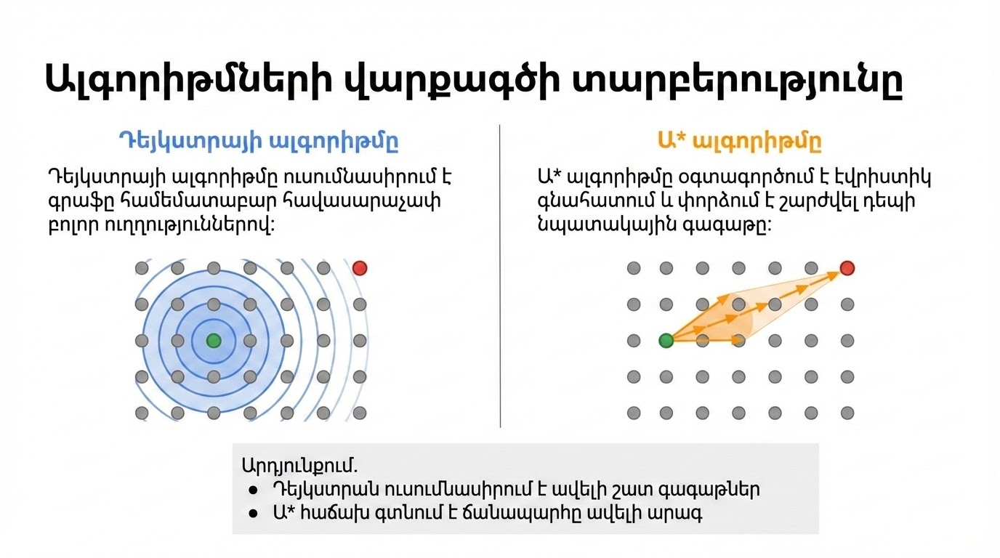 Ալգորիթմների վարքագծի տարբերությունը
Դեյկստրայի ալգորիթմը
Դեյկստրայի ալգորիթմը ուսումնասիրում է
գրաֆը համեմատաբար հավասարաչափ
բոլոր ուղղություններով:
Ա* ալգորիթմը
Ա* ալգորիթմը օգտագործում է էվրիստիկ
գնահատում և փորձում է շարժվել դեպի
նպատակային գագաթը:
Արդյունքում.
● Դեյկստրան ուսումնասիրում է ավելի շատ գագաթներ
● Ա* հաճախ գտնում է ճանապարհը ավելի արագ